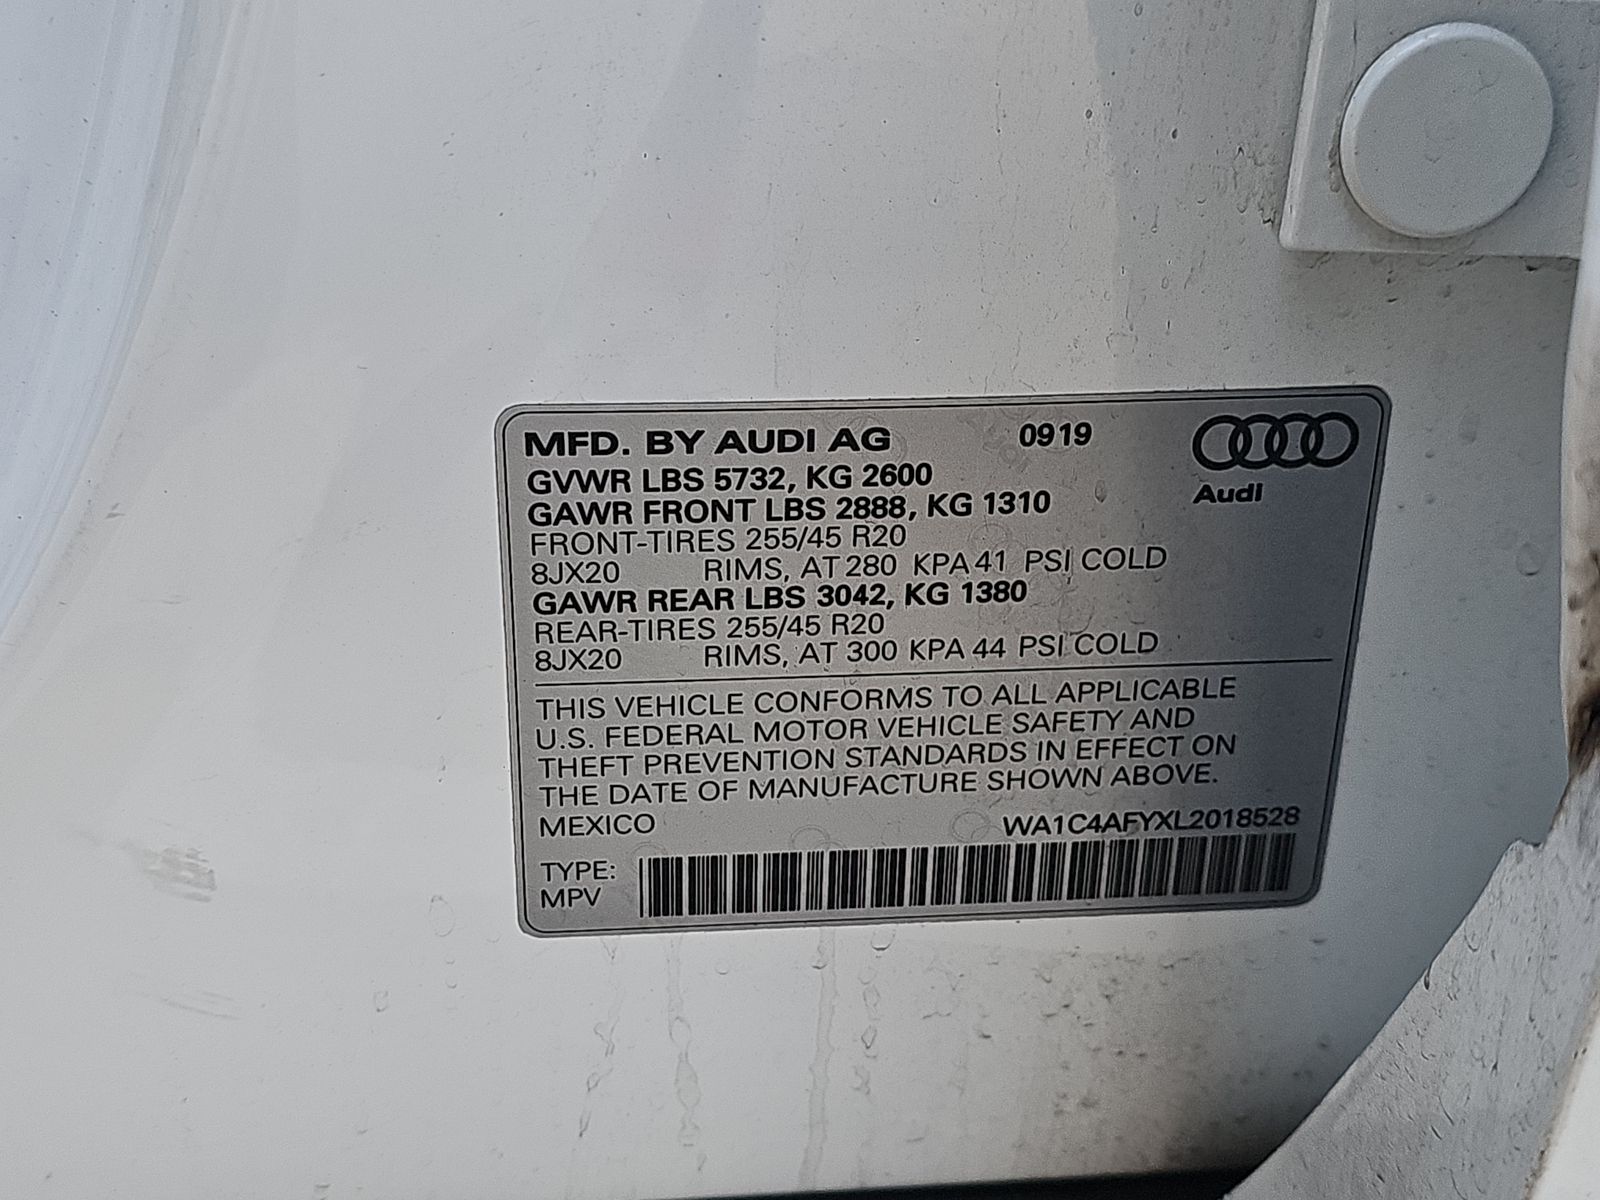 MFD. BY AUDI AG 0919
GVWR LBS 5732, KG 2600
Audi
GAWR FRONT LBS 2888, KG 1310
FRONT-TIRES 255/45 R20
8JX20 RIMS, AT 280 KPA 41 PSI COLD
GAWR REAR LBS 3042, KG 1380
REAR-TIRES 255/45 R20
8JX20 RIMS, AT 300 KPA 44 PSI COLD
THIS VEHICLE CONFORMS TO ALL APPLICABLE
U.S. FEDERAL MOTOR VEHICLE SAFETY AND
THEFT PREVENTION STANDARDS IN EFFECT ON
THE DATE OF MANUFACTURE SHOWN ABOVE.
MEXICO WA1C4AFYXL2018528
TYPE:
MPV